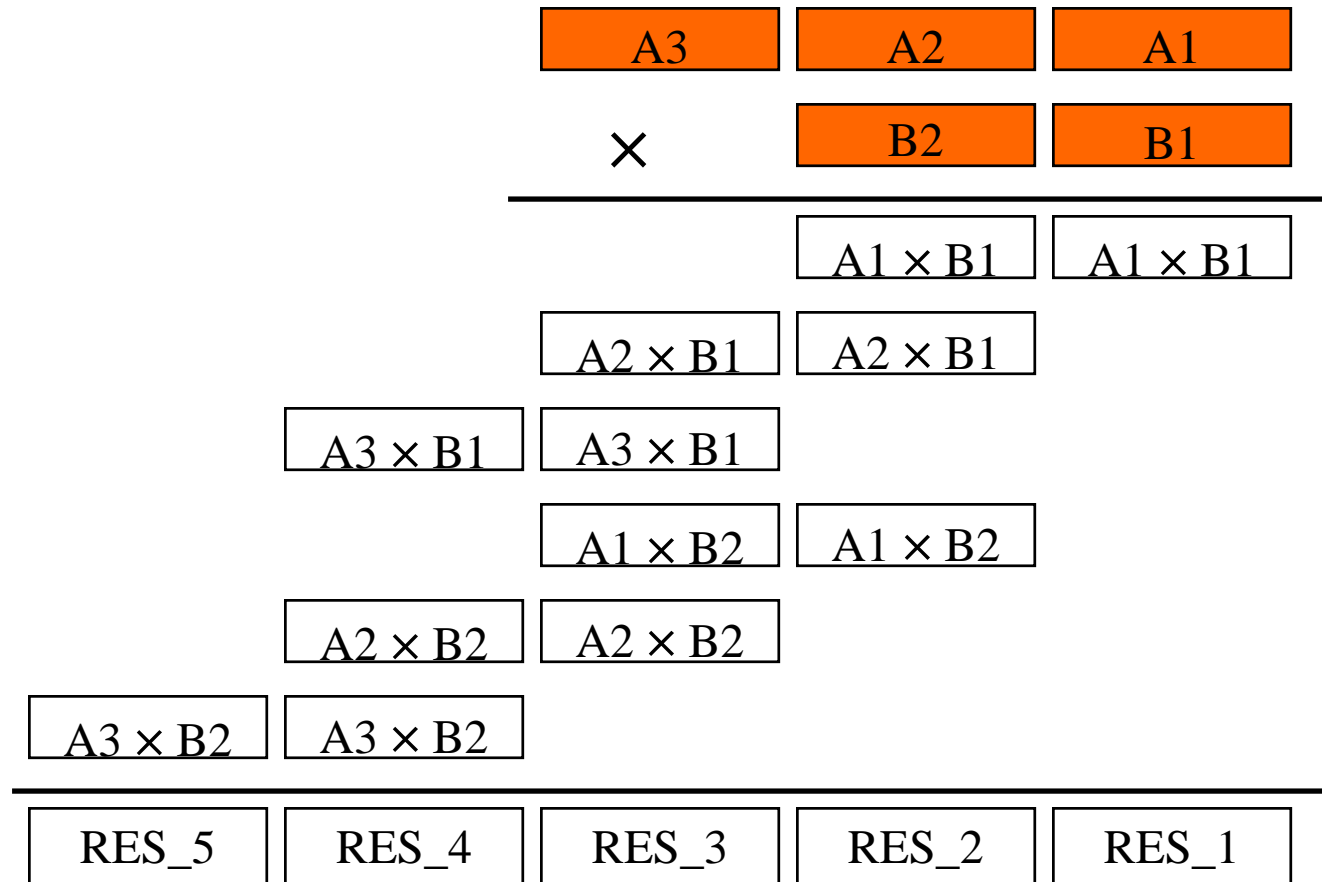 A3 A2 A1
× B2 B1
A1 × B1 A1 × B1
A2 × B1 A2 × B1
A3 × B1 A3 × B1
A1 × B2 A1 × B2
A2 × B2 A2 × B2
A3 × B2 A3 × B2
RES_5 RES_4 RES_3 RES_2 RES_1